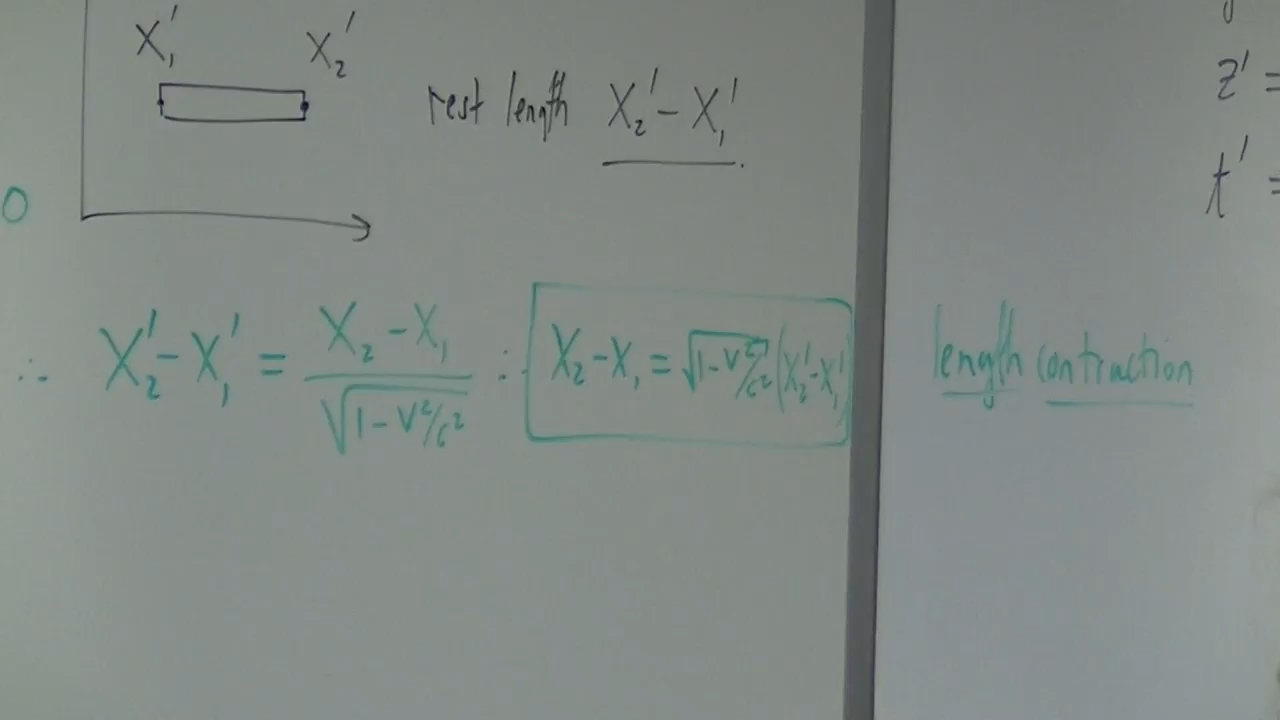 X₁′ X₂′
rest length X₂′ − X₁′
z′ =
t′ =
0
∴ X₂′ − X₁′ = (X₂ − X₁)/√(1 − V²/c²) ∴ X₂ − X₁ = √(1 − V²/c²) (X₂′ − X₁′)
length contraction